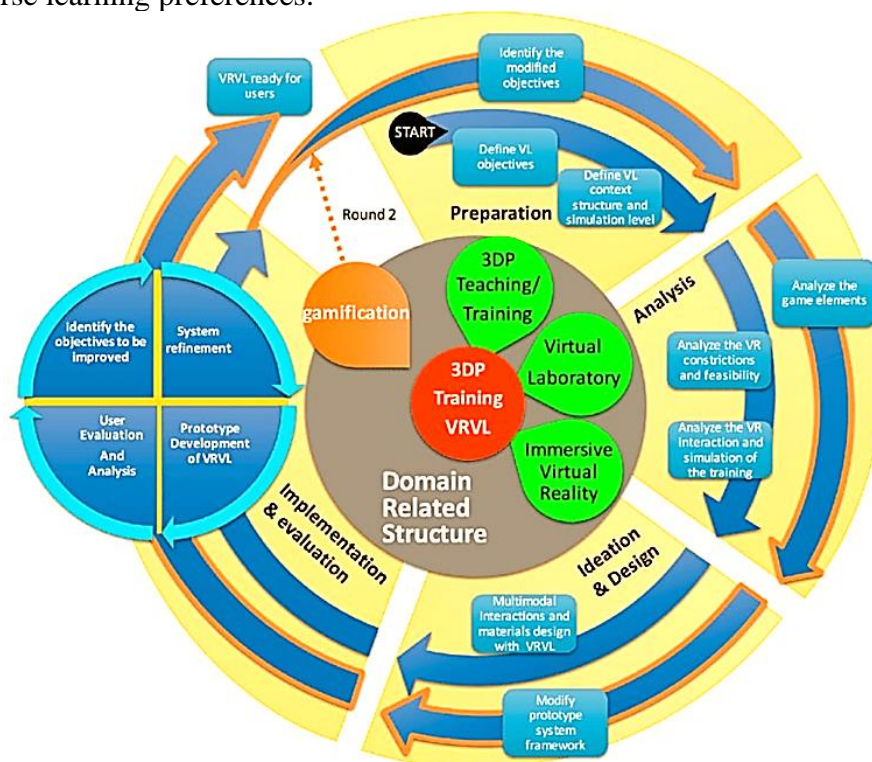 rse learning preferences.
VRVL ready for
users
Identify the
modified
objectives
START
Define VL
objectives
Define VL
context
structure and
simulation level
Preparation
Round 2
Analysis
Analyze the
game elements
Analyze the VR
constrictions
and feasibility
Analyze the VR
interaction and
simulation of
the training
3DP
Teaching/
Training
gamification
Virtual
Laboratory
3DP
Training
VRVL
Immersive
Virtual
Reality
Domain
Related
Structure
Identify the
objectives to be
improved
System
refinement
User
Evaluation
And
Analysis
Prototype
Development
of VRVL
Implementation
& evaluation
Ideation
& Design
Multimodal
Interactions and
materials design
with VRVL
Modify
prototype
system
framework